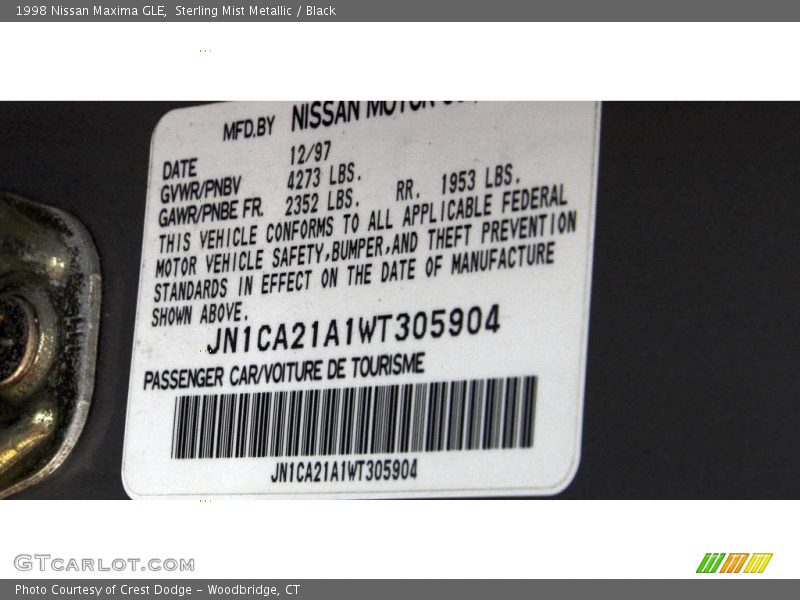 1998 Nissan Maxima GLE, Sterling Mist Metallic / Black
MFD.BY NISSAN MOTOR
DATE 12/97
GVWR/PNBV 4273 LBS.
GAWR/PNBE FR. 2352 LBS. RR. 1953 LBS.
THIS VEHICLE CONFORMS TO ALL APPLICABLE FEDERAL
MOTOR VEHICLE SAFETY,BUMPER,AND THEFT PREVENTION
STANDARDS IN EFFECT ON THE DATE OF MANUFACTURE
SHOWN ABOVE.
JN1CA21A1WT305904
PASSENGER CAR/VOITURE DE TOURISME
JN1CA21A1WT305904
GTCARLOT.COM
Photo Courtesy of Crest Dodge - Woodbridge, CT